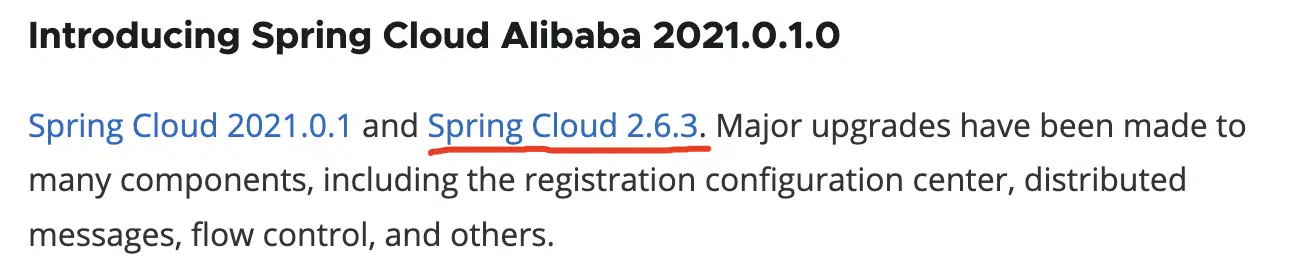 Introducing Spring Cloud Alibaba 2021.0.1.0
Spring Cloud 2021.0.1 and Spring Cloud 2.6.3. Major upgrades have been made to
many components, including the registration configuration center, distributed
messages, flow control, and others.